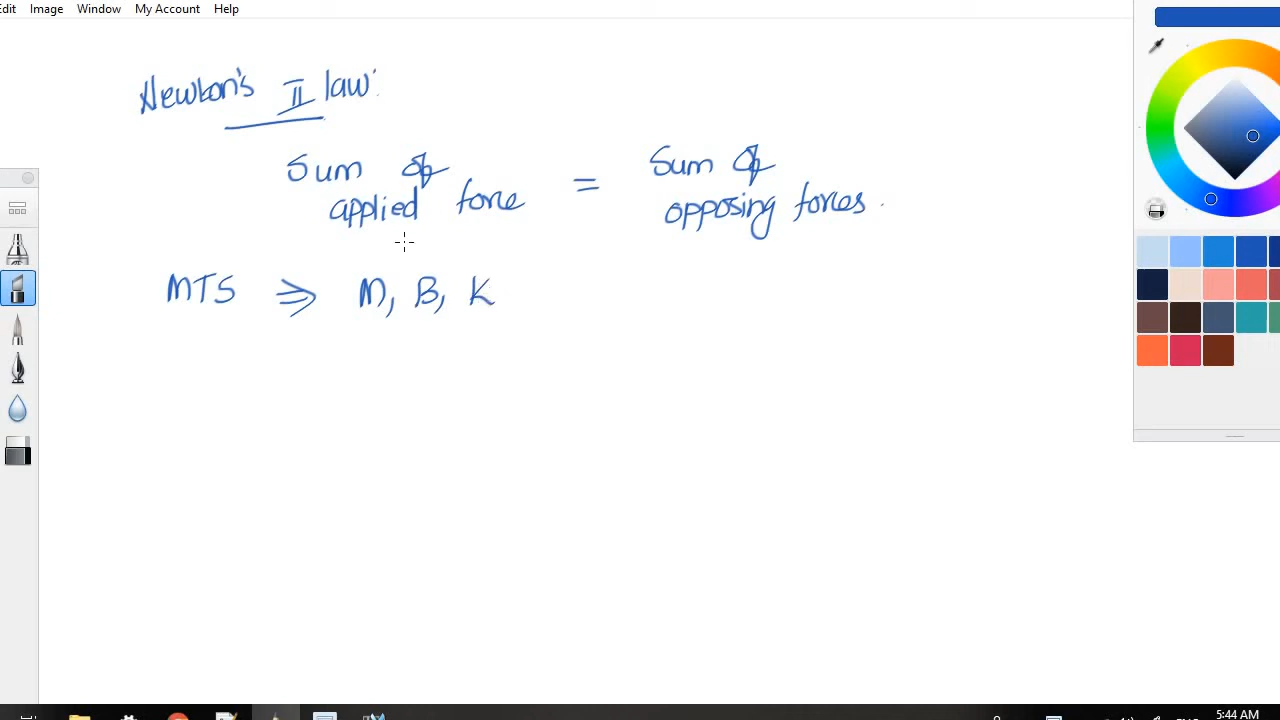 Edit Image Window My Account Help
Newton's II law:
Sum of
applied force = Sum of
opposing forces.
MTS => M, B, K
5:44 AM